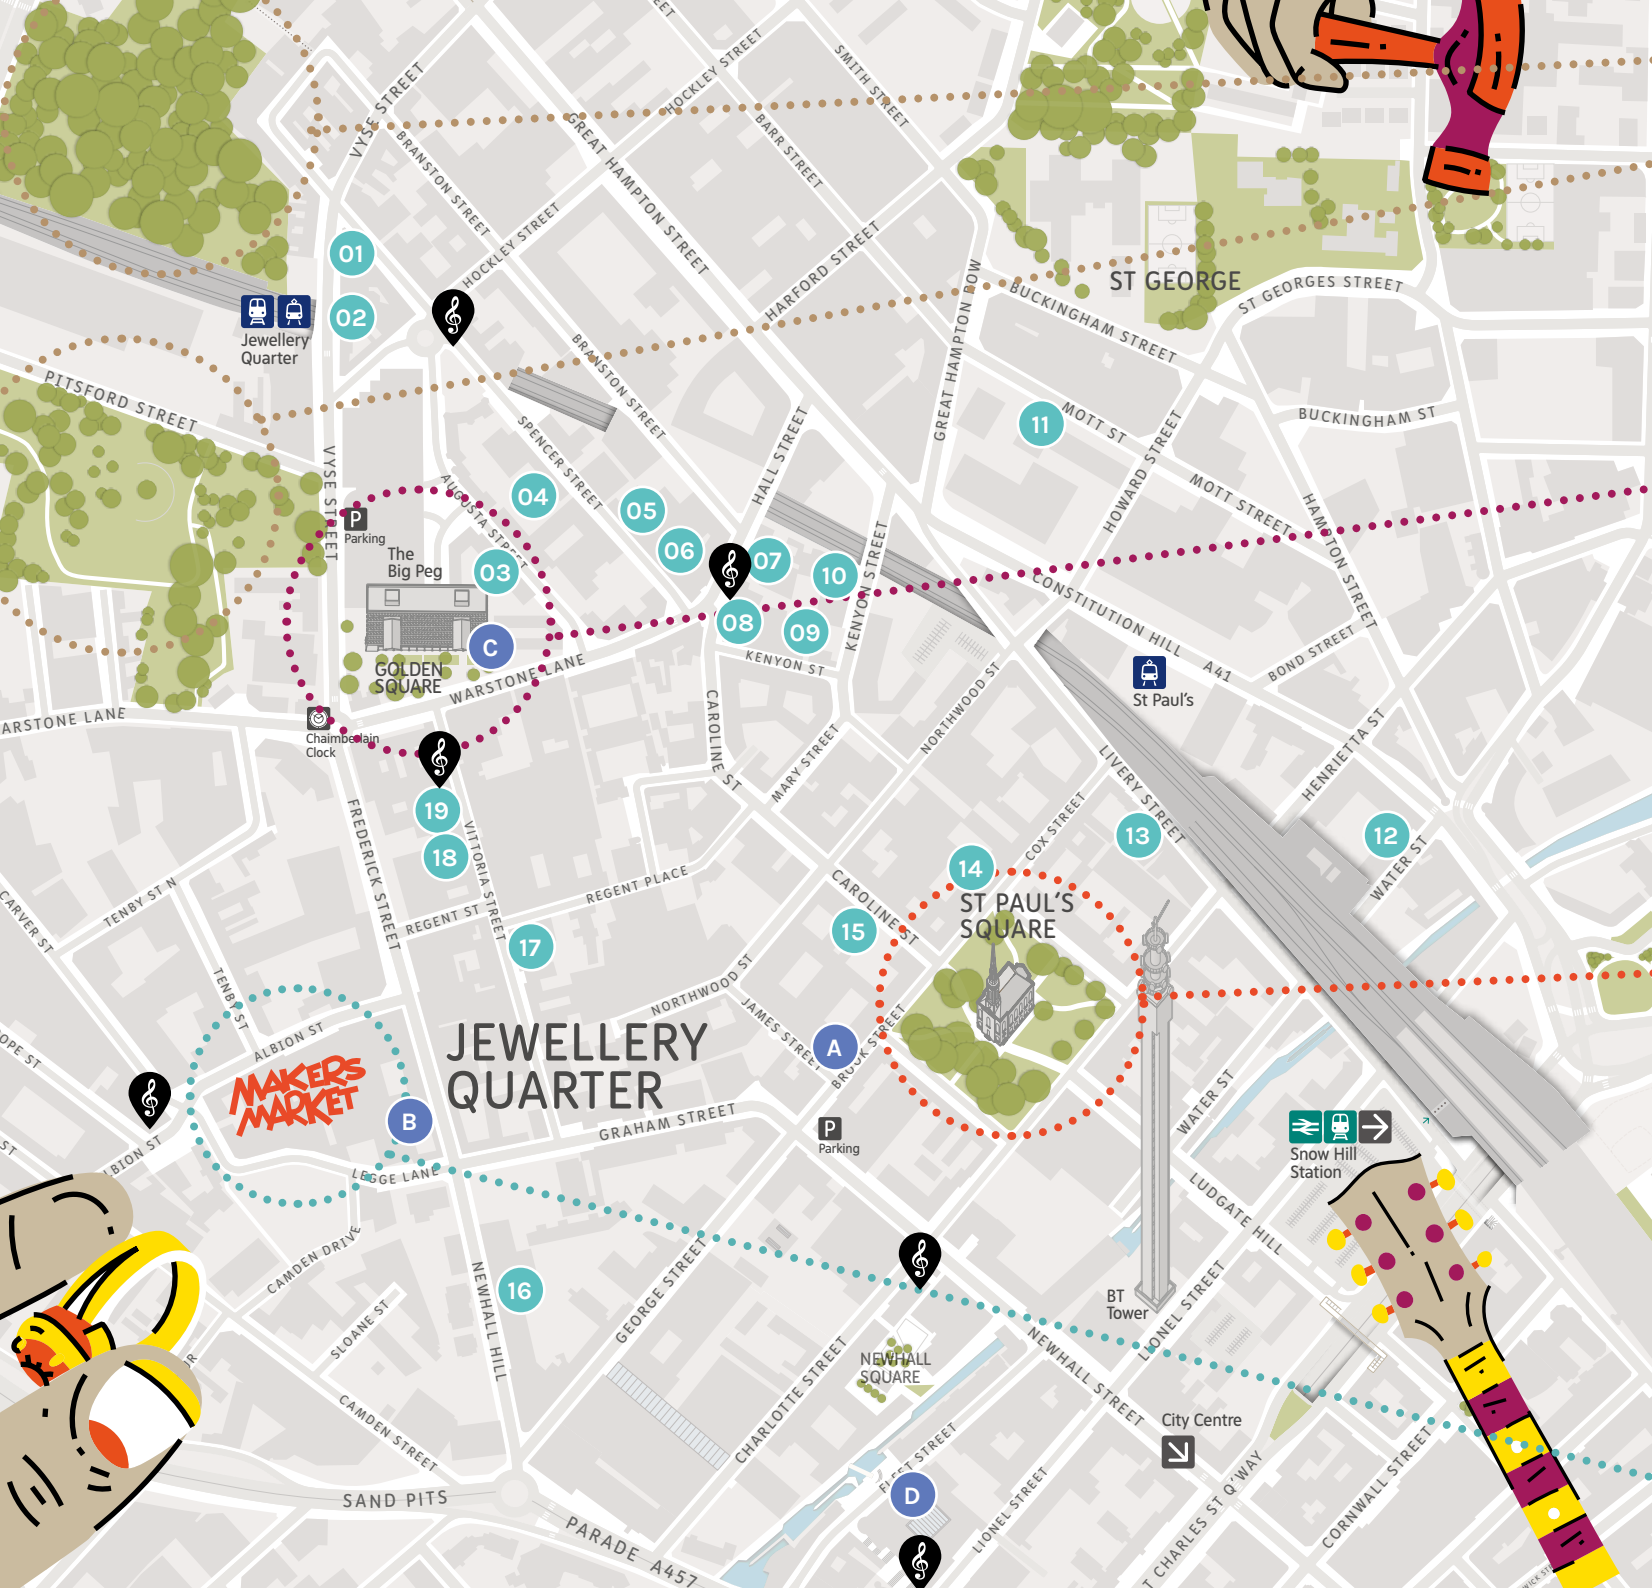 VYSE STREET
HOCKLEY STREET
SMITH STREET
BRANSTON STREET
GREAT HAMPTON STREET
BARR STREET
HOCKLEY STREET
HARFORD STREET
01
02
Jewellery
Quarter
GREAT HAMPTON ROW
ST GEORGE
ST GEORGES STREET
BUCKINGHAM STREET
BUCKINGHAM ST
PITSFORD STREET
VYSE STREET
BRANSTON STREET
SPENCER STREET
HALL STREET
11
MOTT ST
MOTT STREET
HOWARD STREET
HAMPTON STREET
AUGUSTA STREET
04
05
06
07
10
P
Parking
The
Big Peg
03
C
GOLDEN
SQUARE
08
09
KENYON STREET
KENYON ST
CONSTITUTION HILL
A41
BOND STREET
St Paul's
WARSTONE LANE
ARSTONE LANE
Chaimberlain
Clock
CAROLINE ST
MARY STREET
NORTHWOOD ST
LIVERY STREET
HENRIETTA ST
19
18
FREDERICK STREET
VITTORIA STREET
COX STREET
13
12
WATER ST
CARVER ST
TENBY ST N
REGENT PLACE
REGENT ST
CAROLINE ST
14
ST PAUL'S
SQUARE
15
17
TENBY ST
NORTHWOOD ST
JAMES STREET
A
BROOK STREET
OPE ST
ALBION ST
MAKERS
MARKET
JEWELLERY
QUARTER
B
GRAHAM STREET
P
Parking
WATER ST
Snow Hill
Station
ST
LBION ST
LEGGE LANE
LUDGATE HILL
CAMDEN DRIVE
SLOANE ST
NEWHALL HILL
16
GEORGE STREET
BT
Tower
LIONEL STREET
NEWHALL
SQUARE
NEWHALL STREET
CHARLOTTE STREET
CAMDEN STREET
City Centre
FLEET STREET
D
SAND PITS
PARADE A457
LIONEL STREET
T CHARLES ST Q'WAY
CORNWALL STREET